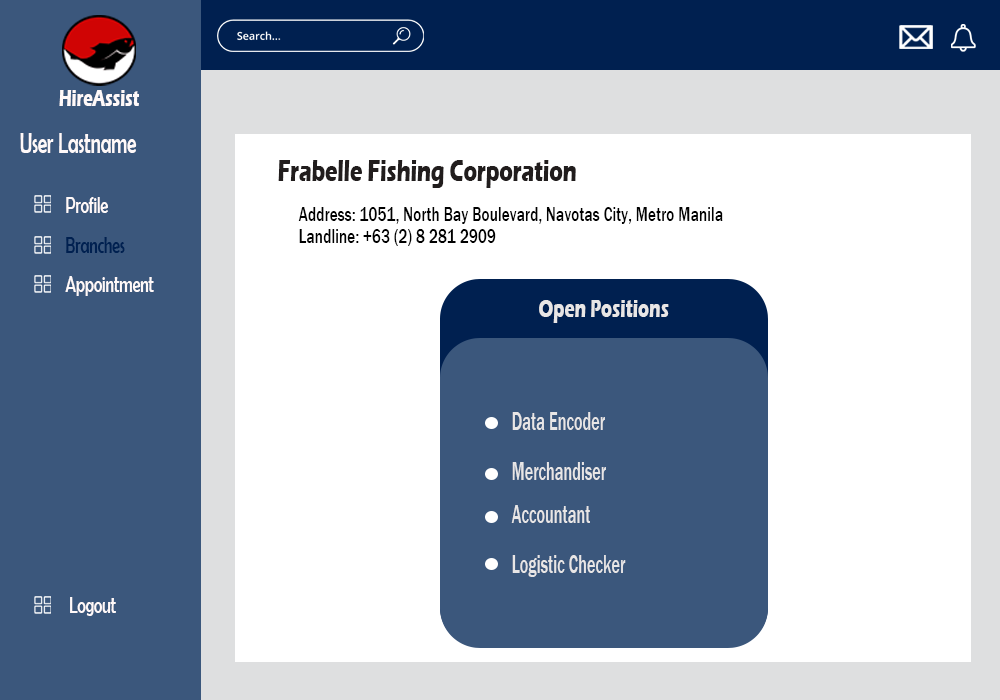 HireAssist
User Lastname
Profile
Branches
Appointment
Logout
Search...
Frabelle Fishing Corporation
Address: 1051, North Bay Boulevard, Navotas City, Metro Manila
Landline: +63 (2) 8 281 2909
Open Positions
Data Encoder
Merchandiser
Accountant
Logistic Checker